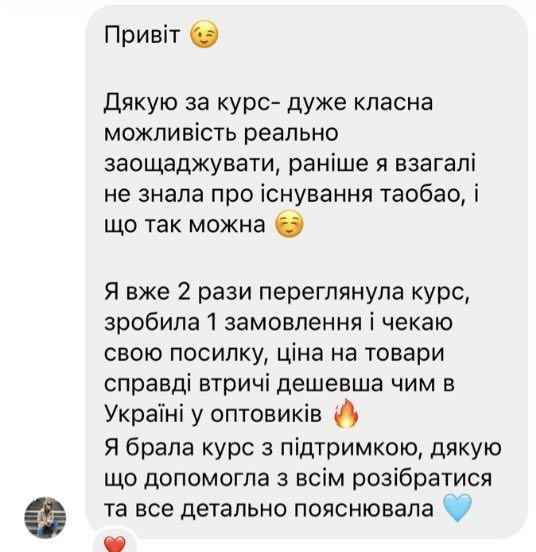 Привіт 😉
Дякую за курс- дуже класна
можливість реально
заощаджувати, раніше я взагалі
не знала про існування таобао, і
що так можна ☺️
Я вже 2 рази переглянула курс,
зробила 1 замовлення і чекаю
свою посилку, ціна на товари
справді втричі дешевша чим в
Україні у оптовиків 🔥
Я брала курс з підтримкою, дякую
що допомогла з всім розібратися
та все детально пояснювала 🩵